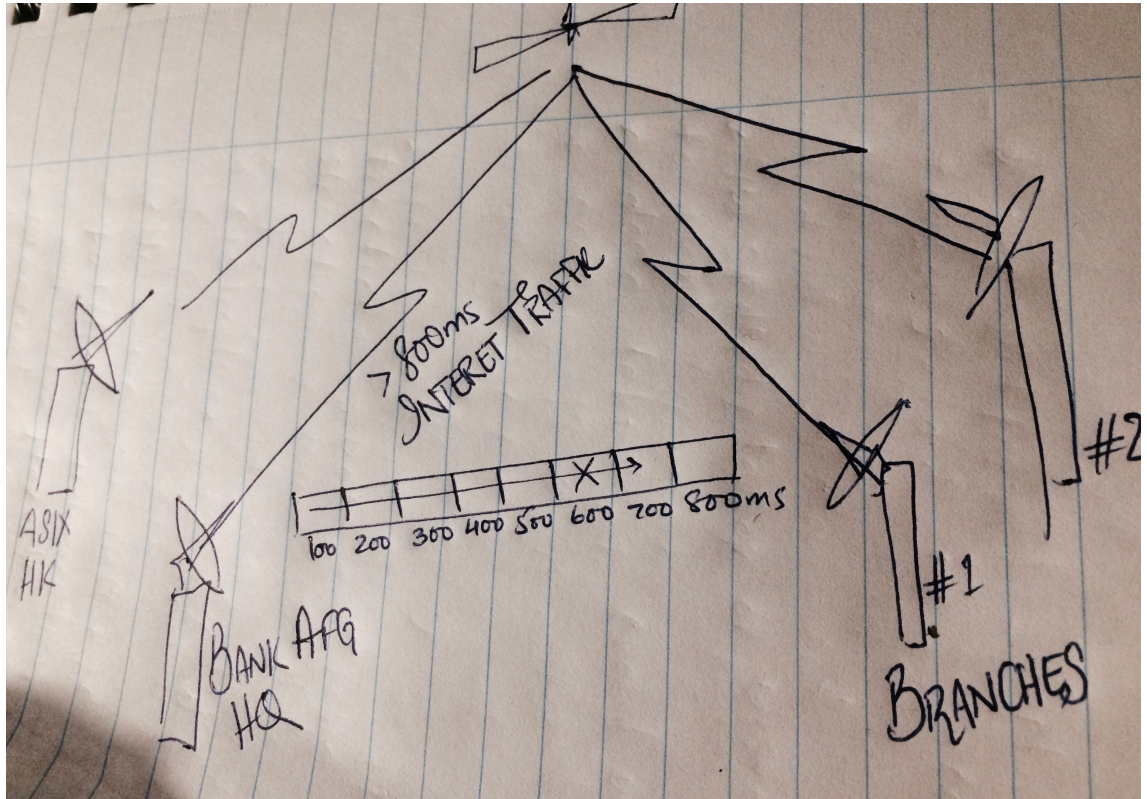 > 800ms
INTERET TRAFFIC
100 200 300 400 500 600 700 800ms
ASIX
HK
BANK AFG
HQ
#1
#2
BRANCHES